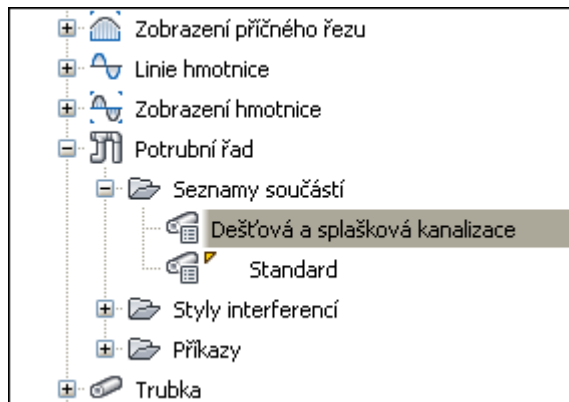 Zobrazení příčného řezu
Linie hmotnice
Zobrazení hmotnice
Potrubní řad
Seznamy součástí
Dešťová a splašková kanalizace
Standard
Styly interferencí
Příkazy
Trubka